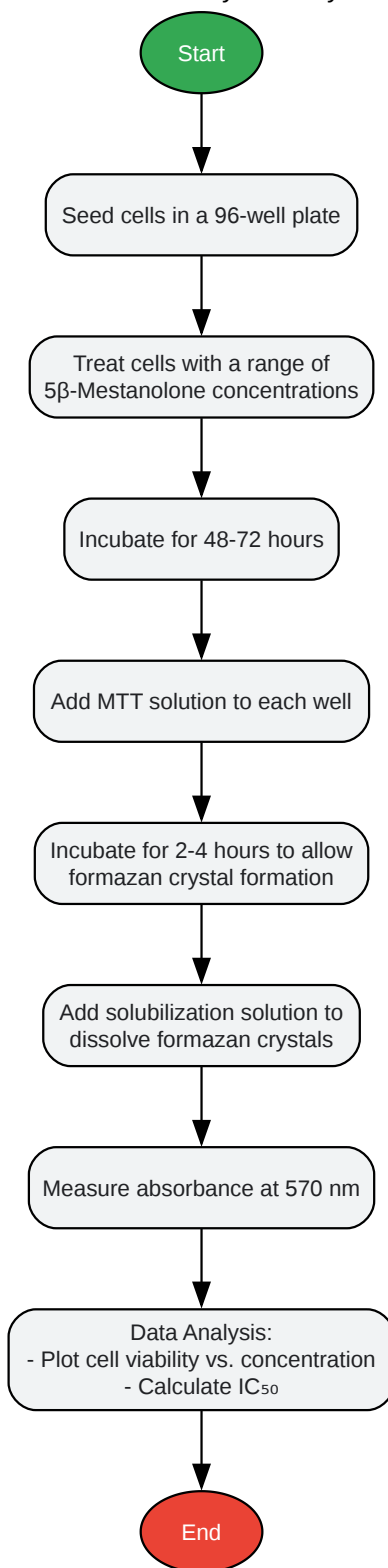 Start
Seed cells in a 96-well plate
Treat cells with a range of
5β-Mestanolone concentrations
Incubate for 48-72 hours
Add MTT solution to each well
Incubate for 2-4 hours to allow
formazan crystal formation
Add solubilization solution to
dissolve formazan crystals
Measure absorbance at 570 nm
Data Analysis:
- Plot cell viability vs. concentration
- Calculate IC₅₀
End